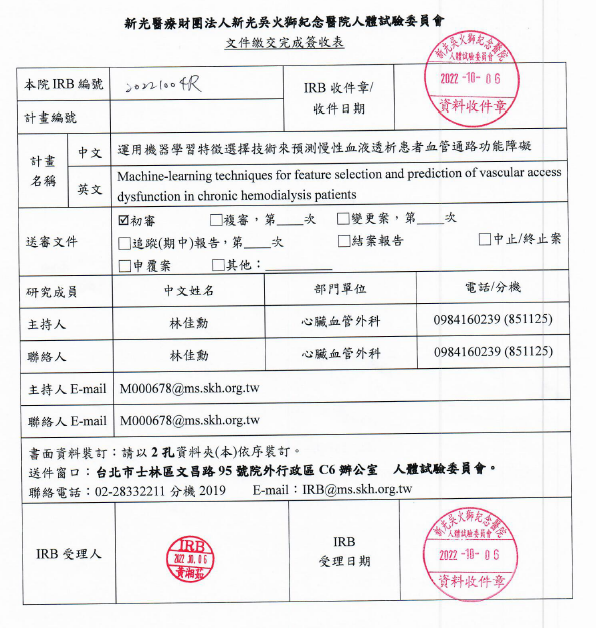 新光醫療財團法人新光吳火獅紀念醫院人體試驗委員會
文件繳交完成簽收表
本院 IRB 編號
20221004R
IRB 收件章/
收件日期
新光吳火獅紀念醫院
人體試驗委員會
2022 -10- 06
資料收件章
計畫編號
計畫
名稱
中文
運用機器學習特徵選擇技術來預測慢性血液透析患者血管通路功能障礙
英文
Machine-learning techniques for feature selection and prediction of vascular access
dysfunction in chronic hemodialysis patients
送審文件
☑初審 □複審，第____次 □變更案，第____次
□追蹤(期中)報告，第____次 □結案報告 □中止/終止案
□申覆案 □其他：__________
研究成員 中文姓名 部門單位 電話/分機
主持人 林佳勳 心臟血管外科 0984160239 (851125)
聯絡人 林佳勳 心臟血管外科 0984160239 (851125)
主持人 E-mail M000678@ms.skh.org.tw
聯絡人 E-mail M000678@ms.skh.org.tw
書面資料裝訂：請以 2 孔資料夾(本)依序裝訂。
送件窗口：台北市士林區文昌路 95 號院外行政區 C6 辦公室 人體試驗委員會。
聯絡電話：02-28332211 分機 2019 E-mail：IRB@ms.skh.org.tw
IRB 受理人
IRB
2022.10.06
黃湘茹
IRB
受理日期
新光吳火獅紀念醫院
人體試驗委員會
2022 -10- 06
資料收件章